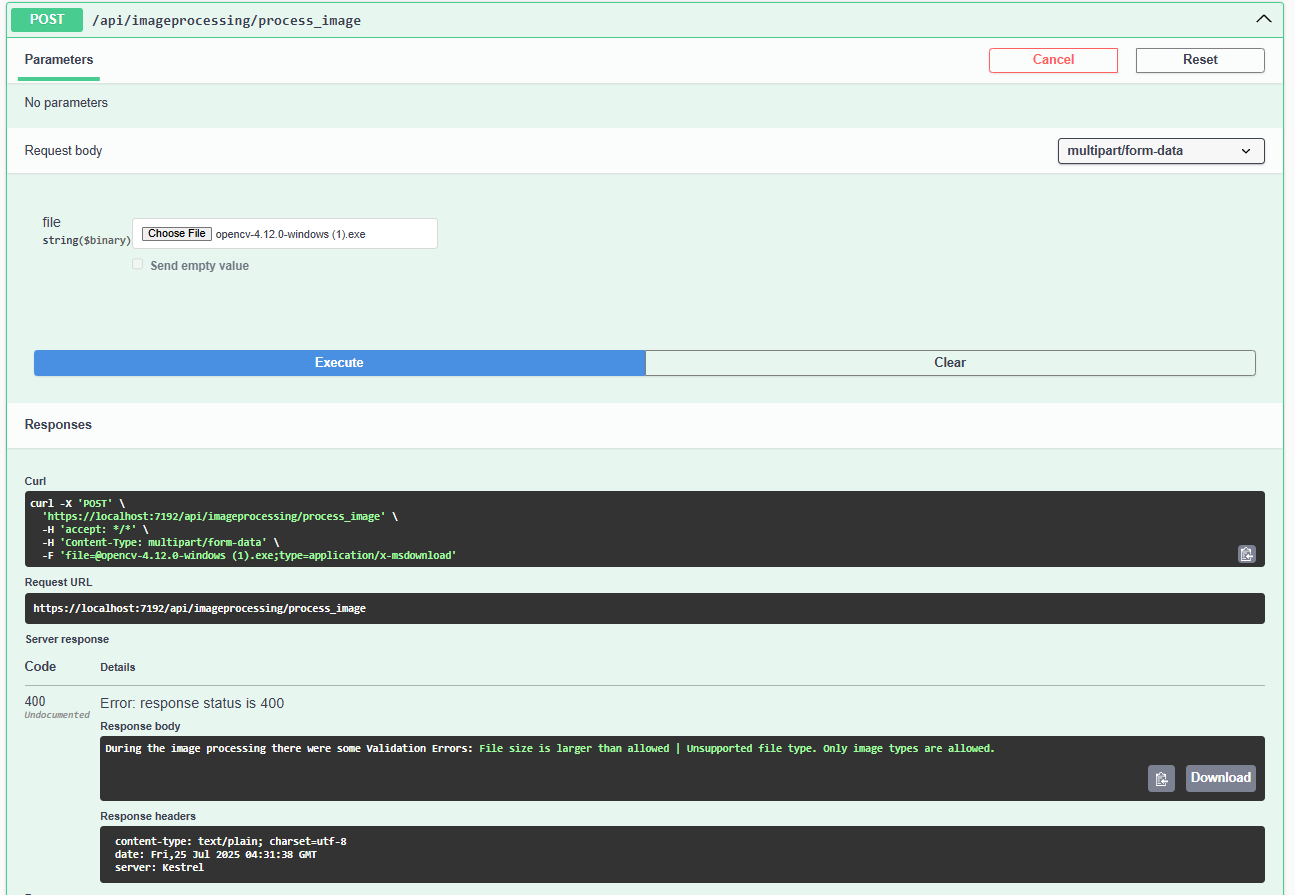 POST /api/imageprocessing/process_image
Parameters
Cancel
Reset
No parameters
Request body
multipart/form-data
file
string($binary)
Choose File opencv-4.12.0-windows (1).exe
Send empty value
Execute
Clear
Responses
Curl
curl -X 'POST' \
'https://localhost:7192/api/imageprocessing/process_image' \
-H 'accept: */*' \
-H 'Content-Type: multipart/form-data' \
-F 'file=@opencv-4.12.0-windows (1).exe;type=application/x-msdownload'
Request URL
https://localhost:7192/api/imageprocessing/process_image
Server response
Code Details
400
Undocumented
Error: response status is 400
Response body
During the image processing there were some Validation Errors: File size is larger than allowed | Unsupported file type. Only image types are allowed.
Download
Response headers
content-type: text/plain; charset=utf-8
date: Fri,25 Jul 2025 04:31:38 GMT
server: Kestrel